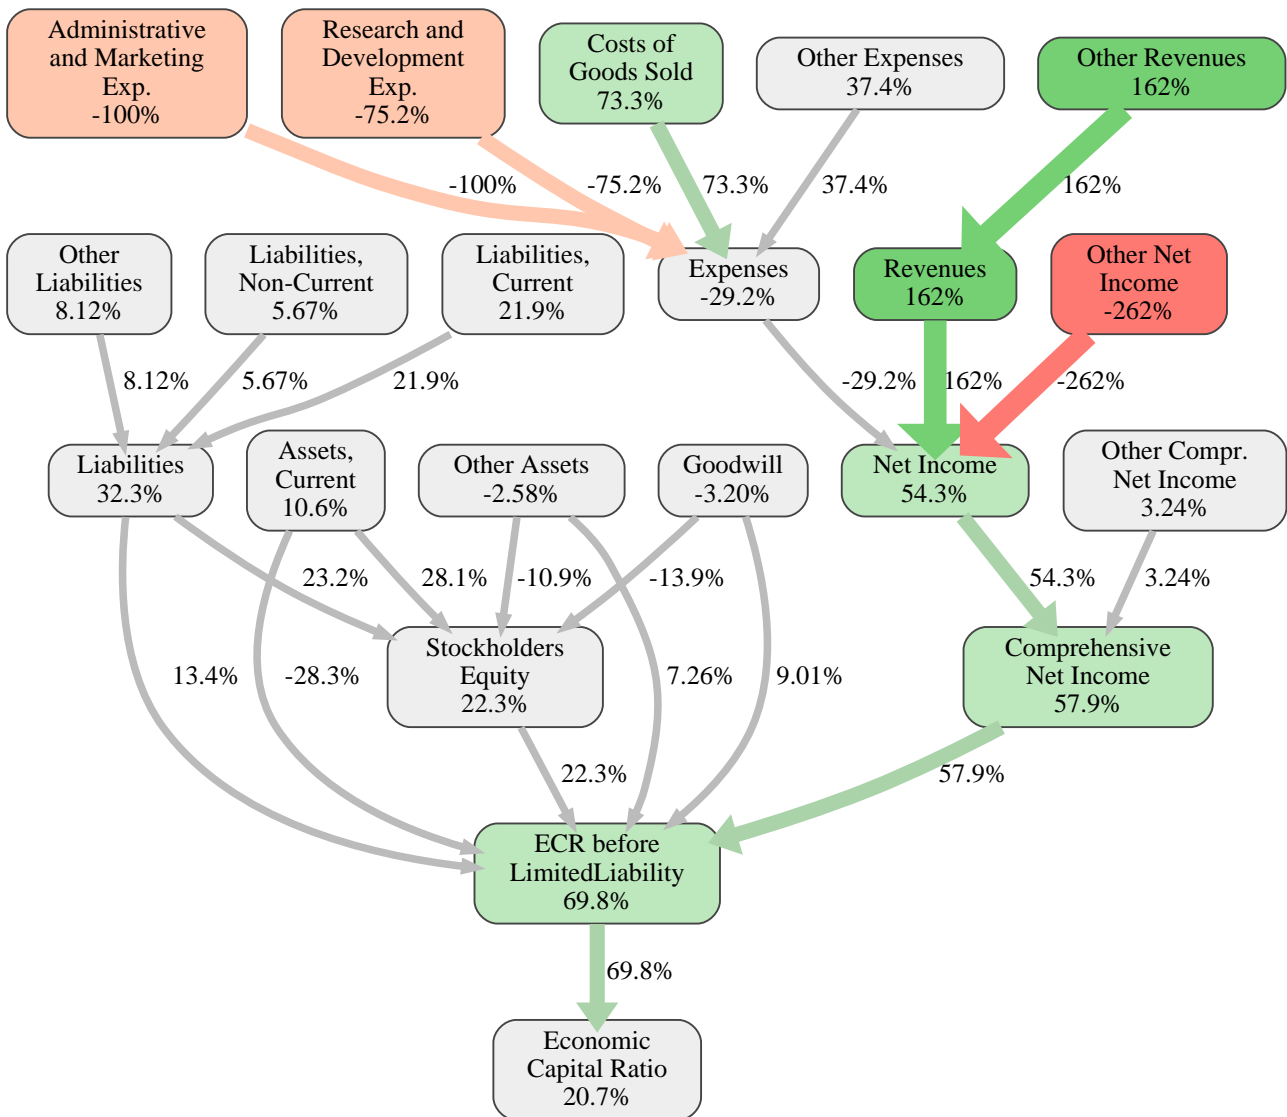 Administrative
and Marketing
Exp.
-100%
Research and
Development
Exp.
-75.2%
Costs of
Goods Sold
73.3%
Other Expenses
37.4%
Other Revenues
162%
-100%
-75.2%
73.3%
37.4%
162%
Other
Liabilities
8.12%
Liabilities,
Non-Current
5.67%
Liabilities,
Current
21.9%
Expenses
-29.2%
Revenues
162%
Other Net
Income
-262%
8.12%
5.67%
21.9%
-29.2%
162%
-262%
Liabilities
32.3%
Assets,
Current
10.6%
Other Assets
-2.58%
Goodwill
-3.20%
Net Income
54.3%
Other Compr.
Net Income
3.24%
23.2%
28.1%
-10.9%
-13.9%
54.3%
3.24%
Stockholders
Equity
22.3%
Comprehensive
Net Income
57.9%
13.4%
-28.3%
7.26%
9.01%
22.3%
57.9%
ECR before
LimitedLiability
69.8%
69.8%
Economic
Capital Ratio
20.7%